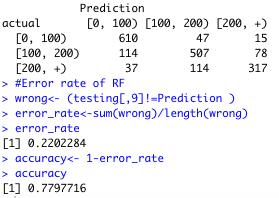 Prediction
actual [0, 100) [100, 200) [200, +)
[0, 100) 610 47 15
[100, 200) 114 507 78
[200, +) 37 114 317
> #Error rate of RF
> wrong<- (testing[,9]!=Prediction )
> error_rate<-sum(wrong)/length(wrong)
> error_rate
[1] 0.2202284
> accuracy<- 1-error_rate
> accuracy
[1] 0.7797716